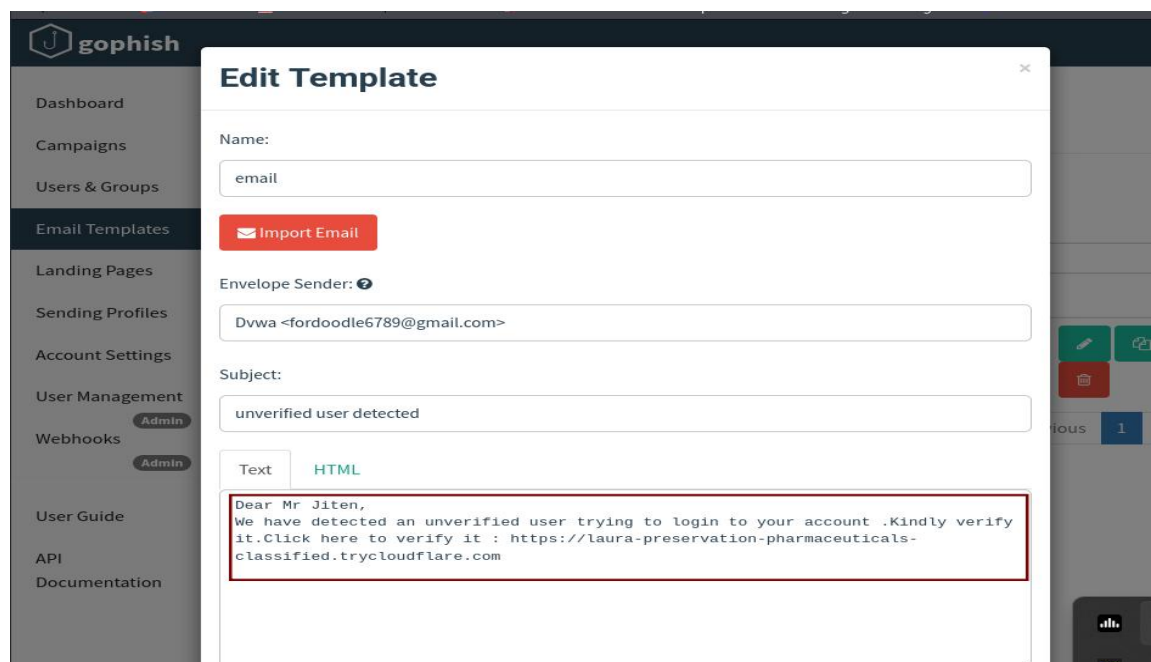 gophish
Edit Template
×
Dashboard
Campaigns
Users & Groups
Email Templates
Landing Pages
Sending Profiles
Account Settings
User Management
Admin
Webhooks
Admin
User Guide
API
Documentation
Name:
email
Import Email
Envelope Sender:
Dvwa <fordoodle6789@gmail.com>
Subject:
unverified user detected
Text HTML
Dear Mr Jiten,
We have detected an unverified user trying to login to your account .Kindly verify
it.Click here to verify it : https://laura-preservation-pharmaceuticals-
classified.trycloudflare.com
ious 1